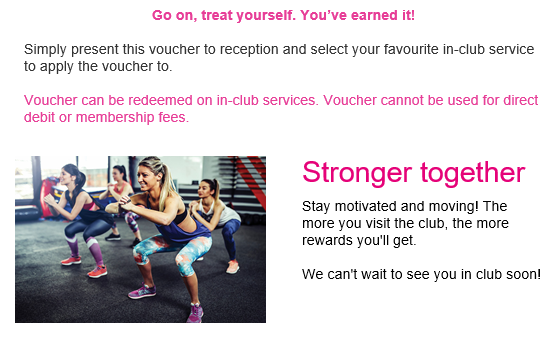 Go on, treat yourself. You’ve earned it!
Simply present this voucher to reception and select your favourite in-club service
to apply the voucher to.
Voucher can be redeemed on in-club services. Voucher cannot be used for direct
debit or membership fees.
Stronger together
Stay motivated and moving! The
more you visit the club, the more
rewards you'll get.
We can't wait to see you in club soon!